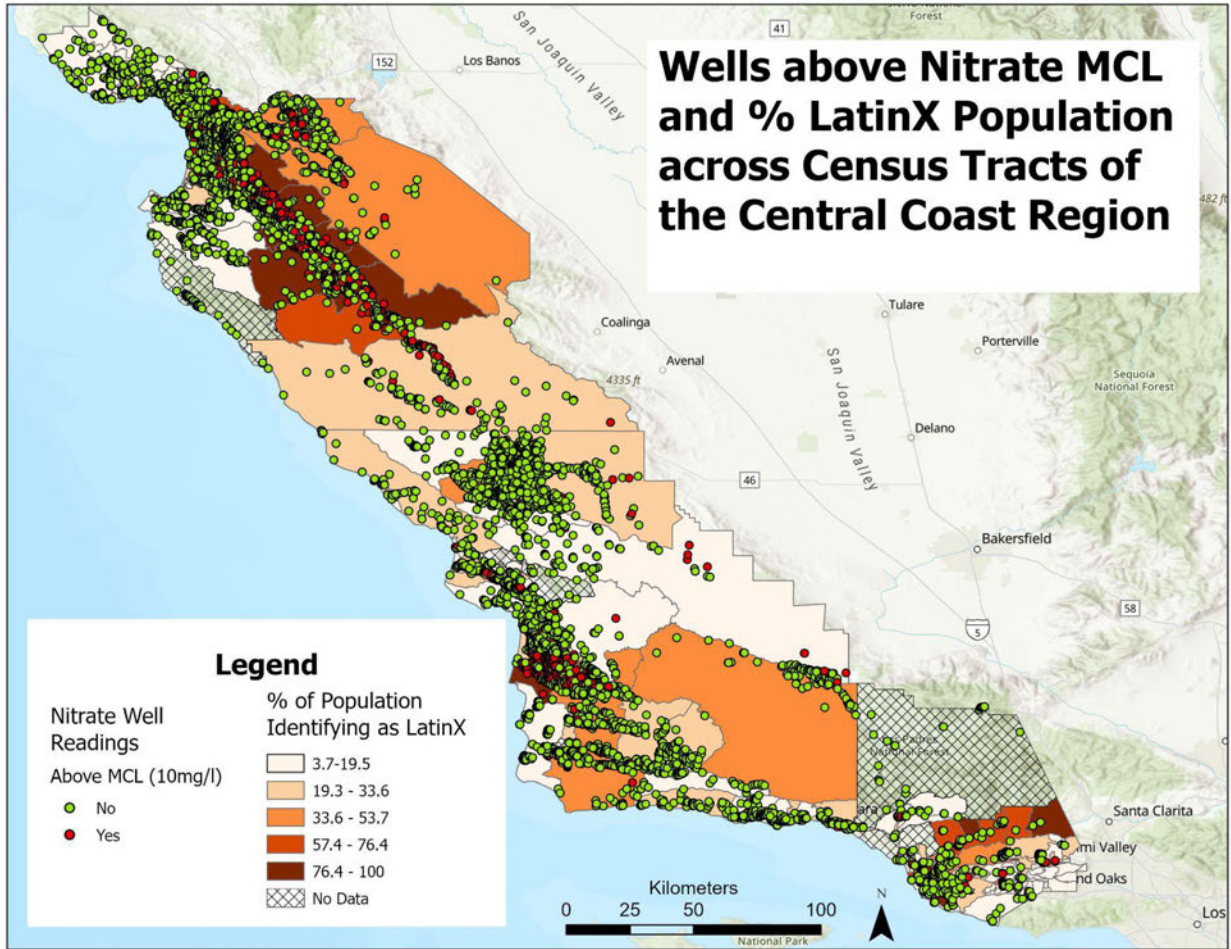 Wells above Nitrate MCL
and % LatinX Population
across Census Tracts of
the Central Coast Region
41
San Joaquin Valley
152
Los Banos
482 ft
Tulare
Coalinga
Porterville
Avenal
San Joaquin Valley
4335 ft
Sequoia
National Forest
Delano
46
Bakersfield
58
5
National Forest
Santa Clarita
Los
National Park
Legend
Nitrate Well
Readings
Above MCL (10mg/l)
No
Yes
% of Population
Identifying as LatinX
3.7-19.5
19.3 - 33.6
33.6 - 53.7
57.4 - 76.4
76.4 - 100
No Data
Kilometers
0 25 50 100
N